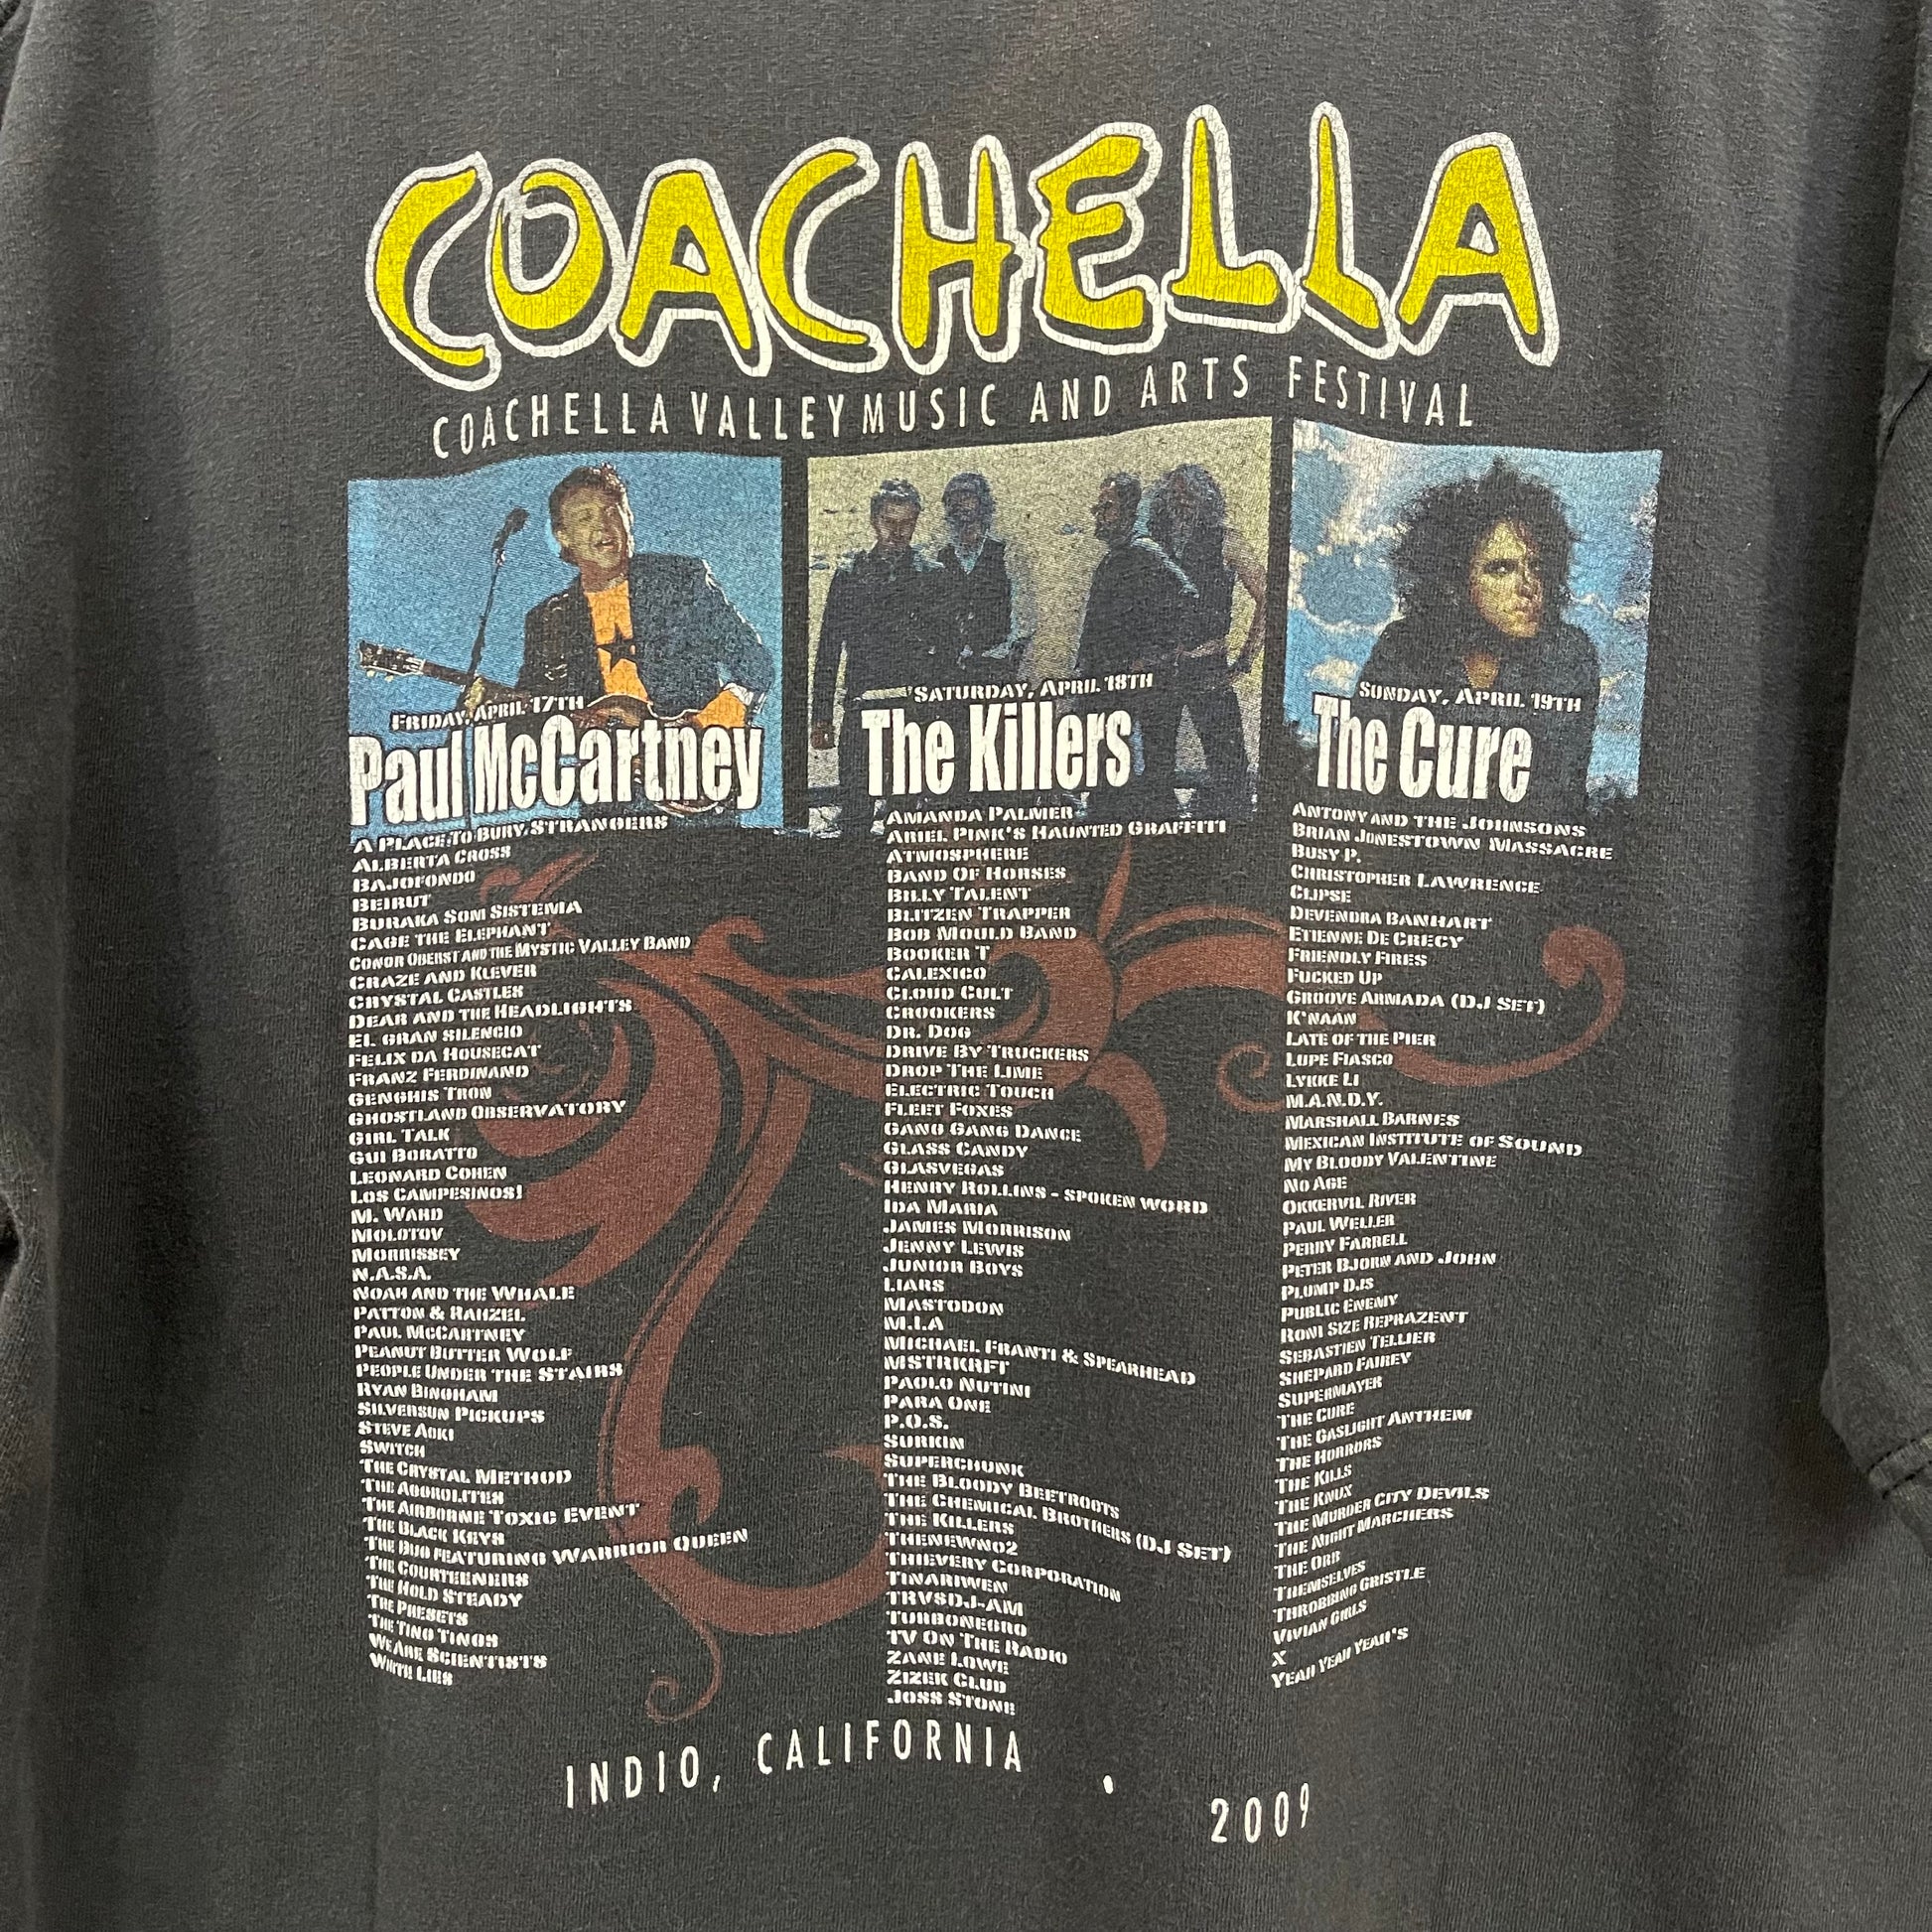 COACHELLA
COACHELLA VALLEY MUSIC AND ARTS FESTIVAL
FRIDAY, APRIL 17TH
Paul McCartney
A PLACE TO BURY STRANGERS
ALBERTA CROSS
BAJOFONDO
BEIRUT
BURAKA SOM SISTEMA
CAGE THE ELEPHANT
CONOR OBERST AND THE MYSTIC VALLEY BAND
CRAZE AND KLEVER
CRYSTAL CASTLES
DEAR AND THE HEADLIGHTS
EL GRAN SILENCIO
FELIX DA HOUSECAT
FRANZ FERDINAND
GENGHIS TRON
GHOSTLAND OBSERVATORY
GIRL TALK
GUI BORATTO
LEONARD COHEN
LOS CAMPESINOS!
M. WARD
MOLOTOV
MORRISSEY
N.A.S.A.
NOAH AND THE WHALE
PATTON & RAHZEL
PAUL MCCARTNEY
PEANUT BUTTER WOLF
PEOPLE UNDER THE STAIRS
RYAN BINGHAM
SILVERSUN PICKUPS
STEVE AOKI
SWITCH
THE CRYSTAL METHOD
THE AGGROLITES
THE AIRBORNE TOXIC EVENT
THE BLACK KEYS
THE BUG FEATURING WARRIOR QUEEN
THE COURTEENERS
THE HOLD STEADY
THE PRESETS
THE TING TINGS
WE ARE SCIENTISTS
WHITE LIES
SATURDAY, APRIL 18TH
The Killers
AMANDA PALMER
ARIEL PINK'S HAUNTED GRAFFITI
ATMOSPHERE
BAND OF HORSES
BILLY TALENT
BLITZEN TRAPPER
BOB MOULD BAND
BOOKER T
CALEXICO
CLOUD CULT
CROOKERS
DR. DOG
DRIVE BY TRUCKERS
DROP THE LIME
ELECTRIC TOUCH
FLEET FOXES
GANG GANG DANCE
GLASS CANDY
GLASVEGAS
HENRY ROLLINS - SPOKEN WORD
IDA MARIA
JAMES MORRISON
JENNY LEWIS
JUNIOR BOYS
LIARS
MASTODON
M.I.A
MICHAEL FRANTI & SPEARHEAD
MSTRKRFT
PAOLO NUTINI
PARA ONE
P.O.S.
SURKIN
SUPERCHUNK
THE BLOODY BEETROOTS
THE CHEMICAL BROTHERS (DJ SET)
THE KILLERS
THENEWNO2
THIEVERY CORPORATION
TINARIWEN
TRVSDJ-AM
TURBONEGRO
TV ON THE RADIO
ZANE LOWE
ZIZEK CLUB
JOSS STONE
SUNDAY, APRIL 19TH
The Cure
ANTONY AND THE JOHNSONS
BRIAN JONESTOWN MASSACRE
BUSY P.
CHRISTOPHER LAWRENCE
CLIPSE
DEVENDRA BANHART
ETIENNE DE CRECY
FRIENDLY FIRES
FUCKED UP
GROOVE ARMADA (DJ SET)
K'NAAN
LATE OF THE PIER
LUPE FIASCO
LYKKE LI
M.A.N.D.Y.
MARSHALL BARNES
MEXICAN INSTITUTE OF SOUND
MY BLOODY VALENTINE
NO AGE
OKKERVIL RIVER
PAUL WELLER
PERRY FARRELL
PETER BJORN AND JOHN
PLUMP DJS
PUBLIC ENEMY
RONI SIZE REPRAZENT
SEBASTIEN TELLIER
SHEPARD FAIREY
SUPERMAYER
THE CURE
THE GASLIGHT ANTHEM
THE HORRORS
THE KILLS
THE KNUX
THE MURDER CITY DEVILS
THE NIGHT MARCHERS
THE ORB
THEMSELVES
THROBBING GRISTLE
VIVIAN GIRLS
X
YEAH YEAH YEAH'S
INDIO, CALIFORNIA . 2009